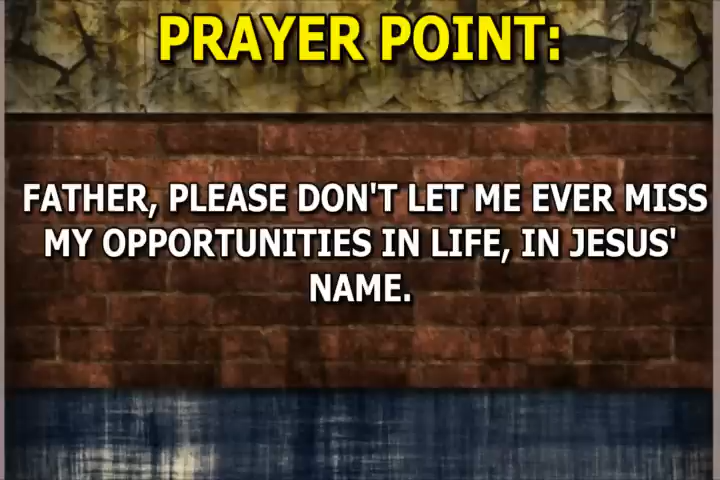 PRAYER POINT:
FATHER, PLEASE DON'T LET ME EVER MISS
MY OPPORTUNITIES IN LIFE, IN JESUS'
NAME.